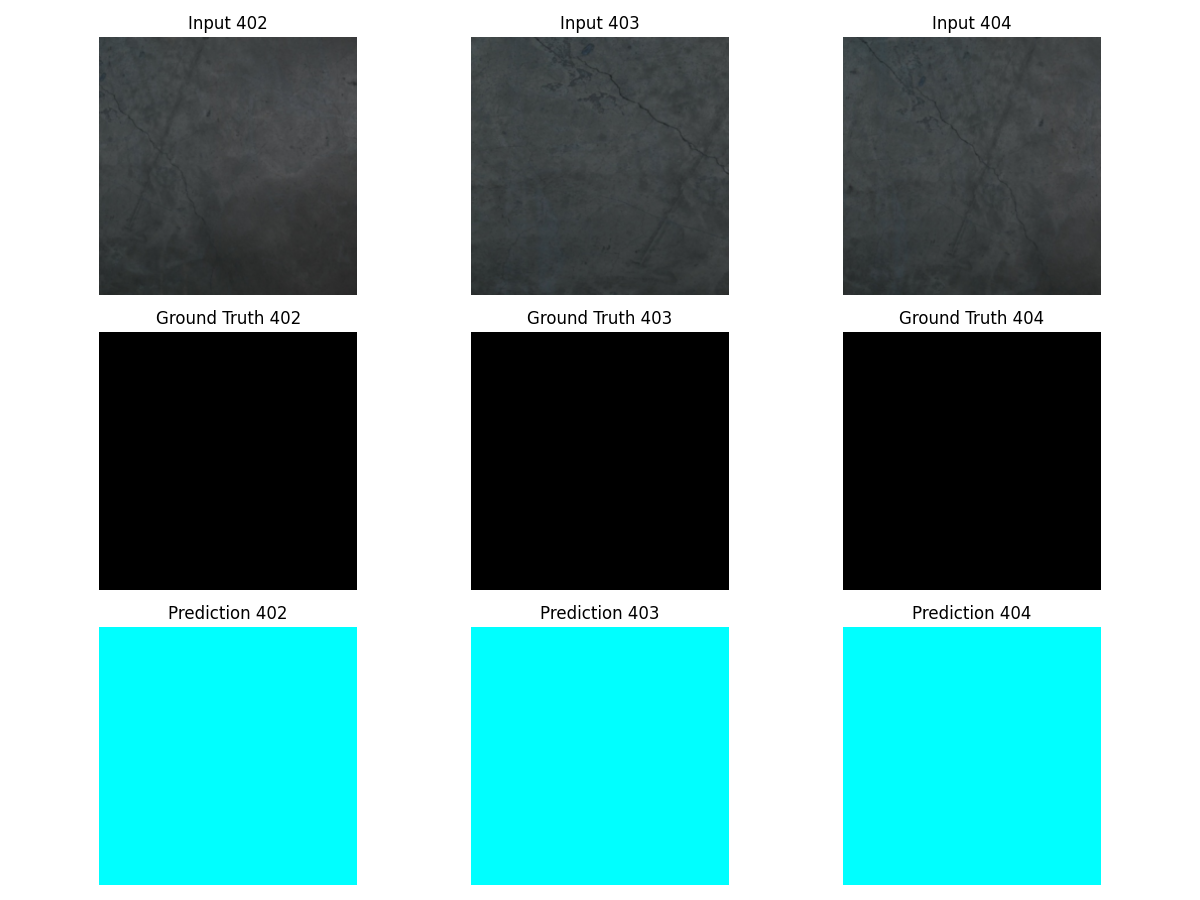 Input 402
Input 403
Input 404
Ground Truth 402
Ground Truth 403
Ground Truth 404
Prediction 402
Prediction 403
Prediction 404